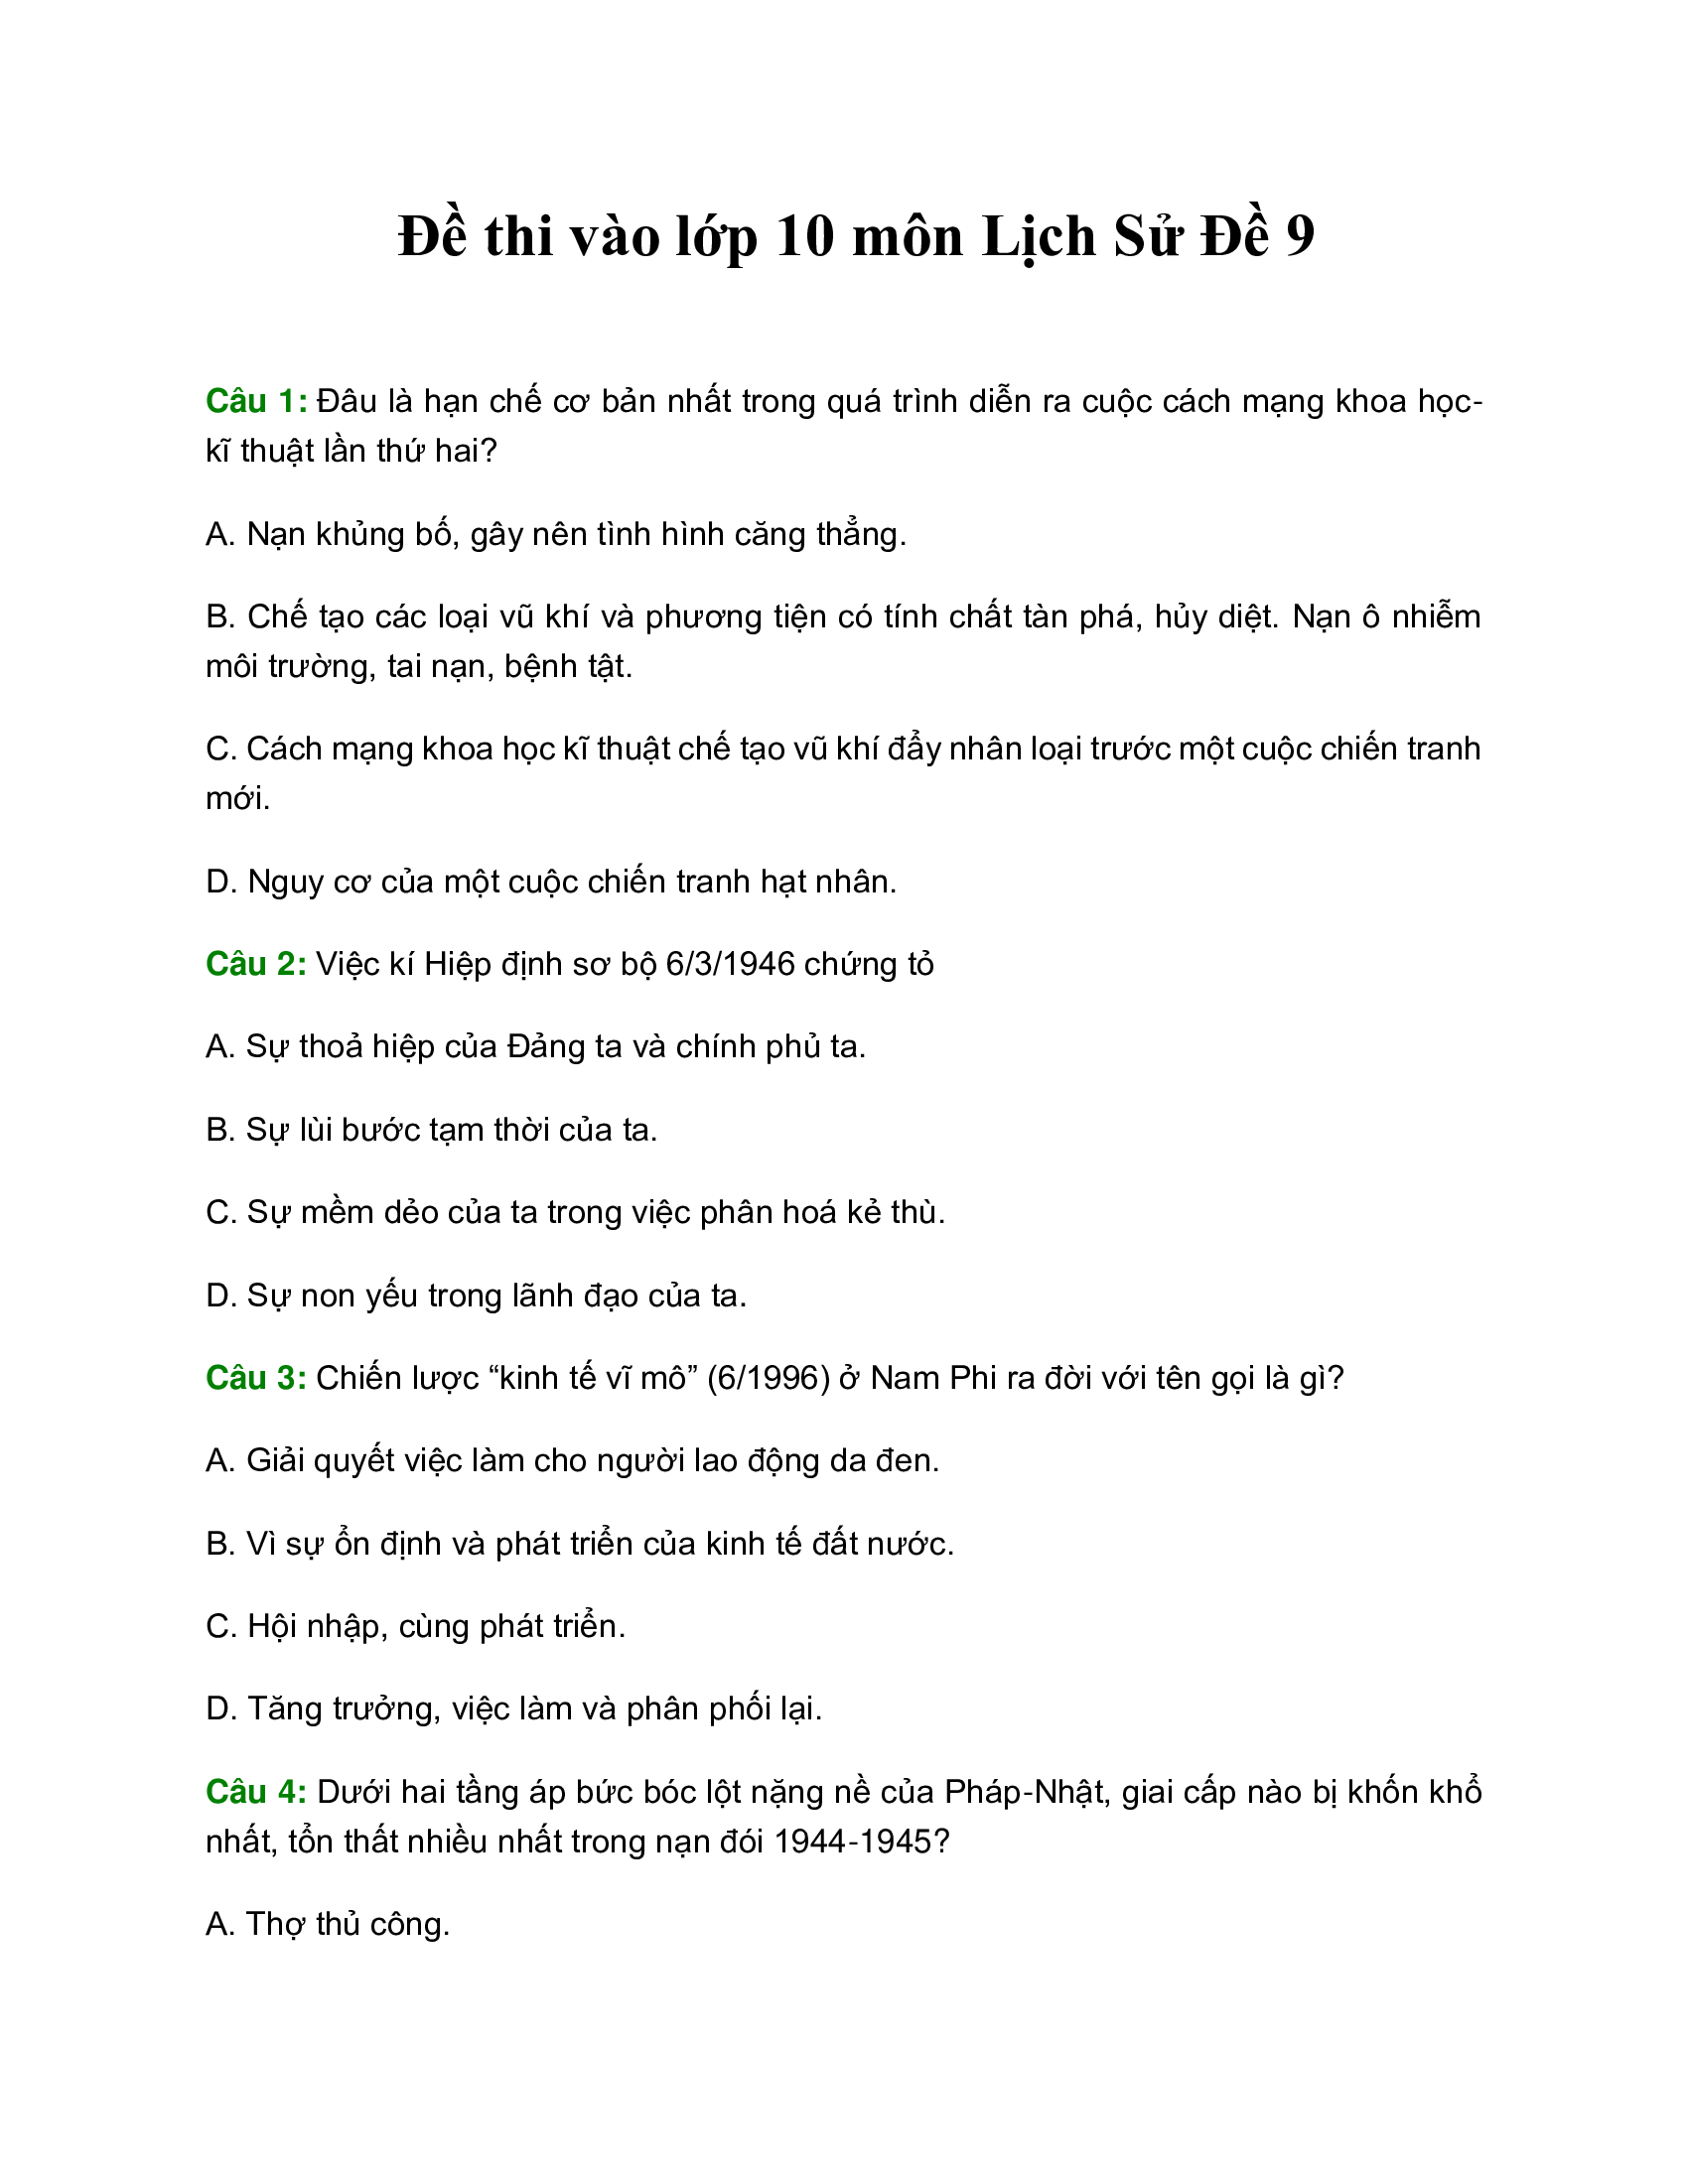 Đề thi vào lớp 10 môn Lịch Sử Đề 9
Câu 1: Đâu là hạn chế cơ bản nhất trong quá trình diễn ra cuộc cách mạng khoa học-
kĩ thuật lần thứ hai?
A. Nạn khủng bố, gây nên tình hình căng thẳng.
B. Chế tạo các loại vũ khí và phương tiện có tính chất tàn phá, hủy diệt. Nạn ô nhiễm
môi trường, tai nạn, bệnh tật.
C. Cách mạng khoa học kĩ thuật chế tạo vũ khí đẩy nhân loại trước một cuộc chiến tranh
mới.
D. Nguy cơ của một cuộc chiến tranh hạt nhân.
Câu 2: Việc kí Hiệp định sơ bộ 6/3/1946 chứng tỏ
A. Sự thoả hiệp của Đảng ta và chính phủ ta.
B. Sự lùi bước tạm thời của ta.
C. Sự mềm dẻo của ta trong việc phân hoá kẻ thù.
D. Sự non yếu trong lãnh đạo của ta.
Câu 3: Chiến lược “kinh tế vĩ mô” (6/1996) ở Nam Phi ra đời với tên gọi là gì?
A. Giải quyết việc làm cho người lao động da đen.
B. Vì sự ổn định và phát triển của kinh tế đất nước.
C. Hội nhập, cùng phát triển.
D. Tăng trưởng, việc làm và phân phối lại.
Câu 4: Dưới hai tầng áp bức bóc lột nặng nề của Pháp-Nhật, giai cấp nào bị khốn khổ
nhất, tổn thất nhiều nhất trong nạn đói 1944-1945?
A. Thợ thủ công.